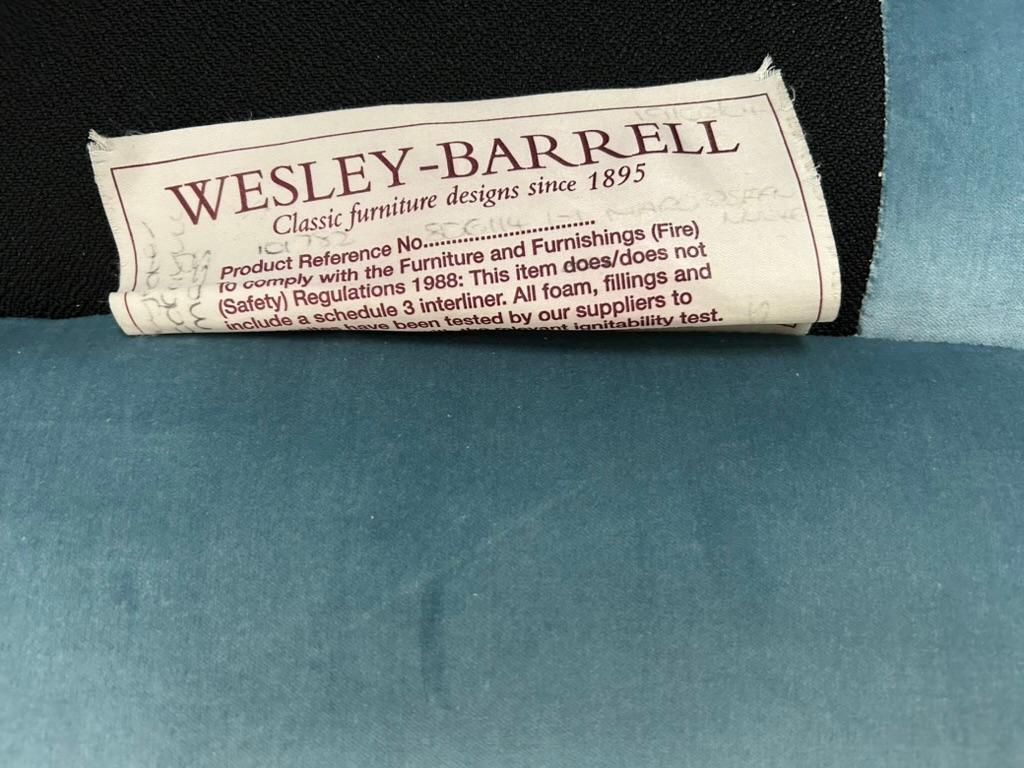 WESLEY-BARRELL
Classic furniture designs since 1895
101782
Product Reference No..................................
to comply with the Furniture and Furnishings (Fire)
(Safety) Regulations 1988: This item does/does not
include a schedule 3 interliner. All foam, fillings and
have been tested by our suppliers to
relevant ignitability test.